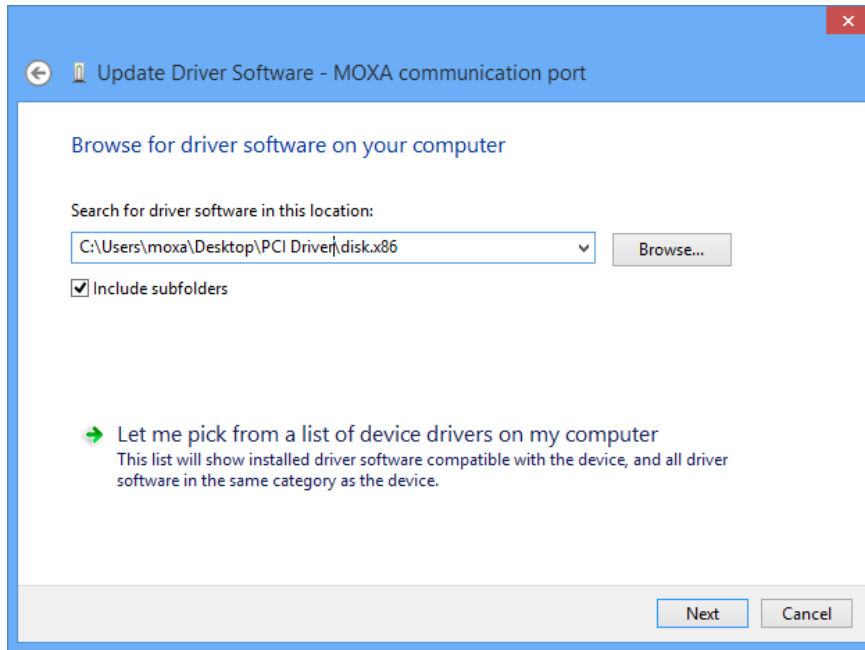 Update Driver Software - MOXA communication port
Browse for driver software on your computer
Search for driver software in this location:
C:\Users\moxa\Desktop\PCI Driver\disk.x86
Browse...
Include subfolders
Let me pick from a list of device drivers on my computer
This list will show installed driver software compatible with the device, and all driver
software in the same category as the device.
Next
Cancel